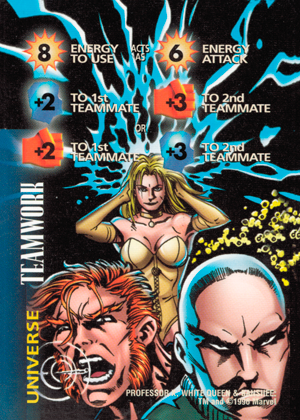 8 ENERGY TO USE ACTS AS 6 ENERGY ATTACK
+2 TO 1st TEAMMATE +3 TO 2nd TEAMMATE
OR
+2 TO 1st TEAMMATE +3 TO 2nd TEAMMATE
TEAMWORK
UNIVERSE
PROFESSOR X, WHITE QUEEN & BANSHEE:
TM and © 1996 Marvel